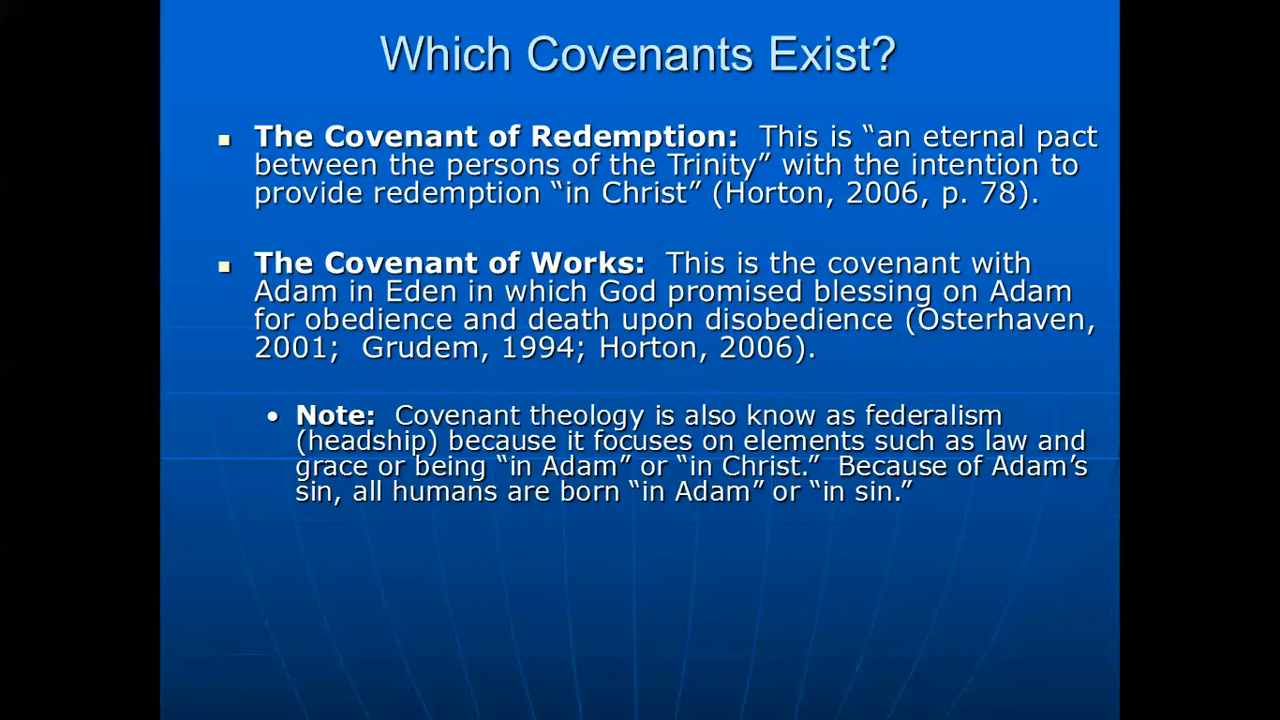 Which Covenants Exist?
The Covenant of Redemption:  This is “an eternal pact
between the persons of the Trinity” with the intention to
provide redemption “in Christ” (Horton, 2006, p. 78).
The Covenant of Works:  This is the covenant with
Adam in Eden in which God promised blessing on Adam
for obedience and death upon disobedience (Osterhaven,
2001;  Grudem, 1994; Horton, 2006).
Note:  Covenant theology is also know as federalism
(headship) because it focuses on elements such as law and
grace or being “in Adam” or “in Christ.”  Because of Adam’s
sin, all humans are born “in Adam” or “in sin.”